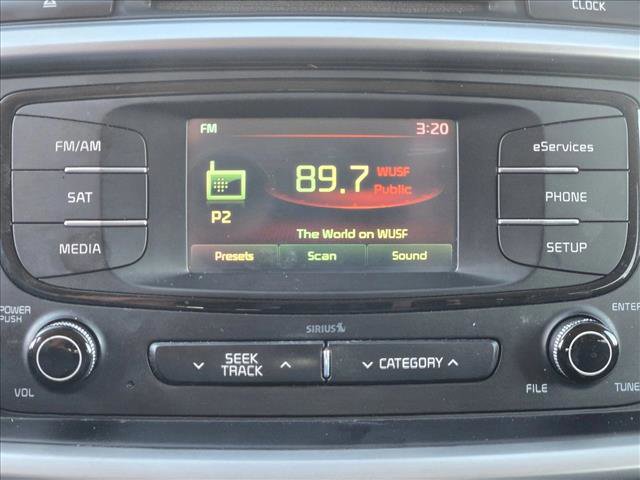 CLOCK
FM/AM
SAT
MEDIA
FM
3:20
89.7
WUSF
Public
P2
The World on WUSF
Presets
Scan
Sound
eServices
PHONE
SETUP
POWER
PUSH
VOL
SIRIUS
SEEK
TRACK
CATEGORY
ENTER
FILE
TUNE